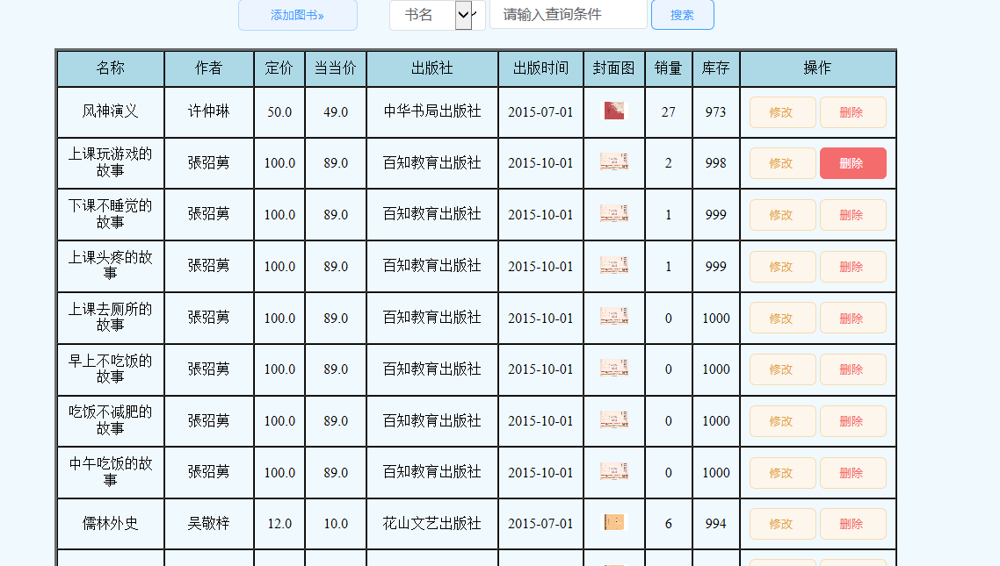 添加图书» 书名 请输入查询条件 搜索
名称 作者 定价 当当价 出版社 出版时间 封面图 销量 库存 操作
风神演义 许仲琳 50.0 49.0 中华书局出版社 2015-07-01 27 973 修改 删除
上课玩游戏的
故事 張弨莮 100.0 89.0 百知教育出版社 2015-10-01 2 998 修改 删除
下课不睡觉的
故事 張弨莮 100.0 89.0 百知教育出版社 2015-10-01 1 999 修改 删除
上课头疼的故
事 張弨莮 100.0 89.0 百知教育出版社 2015-10-01 1 999 修改 删除
上课去厕所的
故事 張弨莮 100.0 89.0 百知教育出版社 2015-10-01 0 1000 修改 删除
早上不吃饭的
故事 張弨莮 100.0 89.0 百知教育出版社 2015-10-01 0 1000 修改 删除
吃饭不减肥的
故事 張弨莮 100.0 89.0 百知教育出版社 2015-10-01 0 1000 修改 删除
中午吃饭的故
事 張弨莮 100.0 89.0 百知教育出版社 2015-10-01 0 1000 修改 删除
儒林外史 吴敬梓 12.0 10.0 花山文艺出版社 2015-07-01 6 994 修改 删除